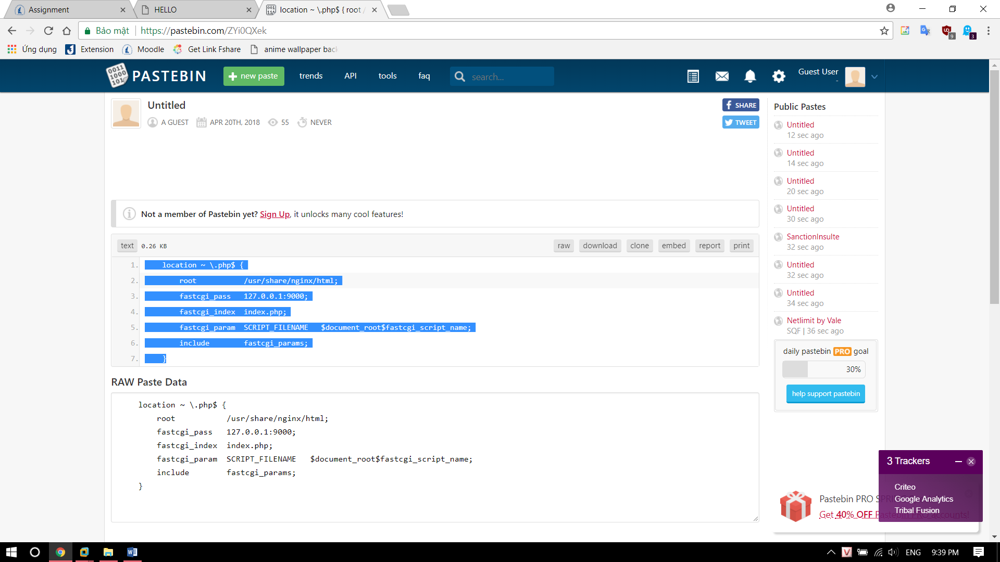 Assignment
HELLO
location ~ \.php$ { root /
Bảo mật
https://pastebin.com/ZYi0QXek
9
3
Ứng dụng
Extension
Moodle
Get Link Fshare
anime wallpaper back
0011
1000
101
PASTEBIN
new paste
trends
API
tools
faq
search...
Guest User
-
Untitled
A GUEST
APR 20TH, 2018
55
NEVER
SHARE
TWEET
Not a member of Pastebin yet? Sign Up, it unlocks many cool features!
text
0.26 KB
raw
download
clone
embed
report
print
1.     location ~ \.php$ {
2.         root           /usr/share/nginx/html;
3.         fastcgi_pass   127.0.0.1:9000;
4.         fastcgi_index  index.php;
5.         fastcgi_param  SCRIPT_FILENAME   $document_root$fastcgi_script_name;
6.         include        fastcgi_params;
7.     }
RAW Paste Data
    location ~ \.php$ {
        root           /usr/share/nginx/html;
        fastcgi_pass   127.0.0.1:9000;
        fastcgi_index  index.php;
        fastcgi_param  SCRIPT_FILENAME   $document_root$fastcgi_script_name;
        include        fastcgi_params;
    }
Public Pastes
Untitled
12 sec ago
Untitled
14 sec ago
Untitled
20 sec ago
Untitled
30 sec ago
SanctionInsulte
32 sec ago
Untitled
32 sec ago
Untitled
34 sec ago
Netlimit by Vale
SQF | 36 sec ago
daily pastebin PRO goal
30%
help support pastebin
3 Trackers
Criteo
Google Analytics
Tribal Fusion
Pastebin PRO
Get 40% OFF Pastebin PRO accounts!
ENG
9:39 PM